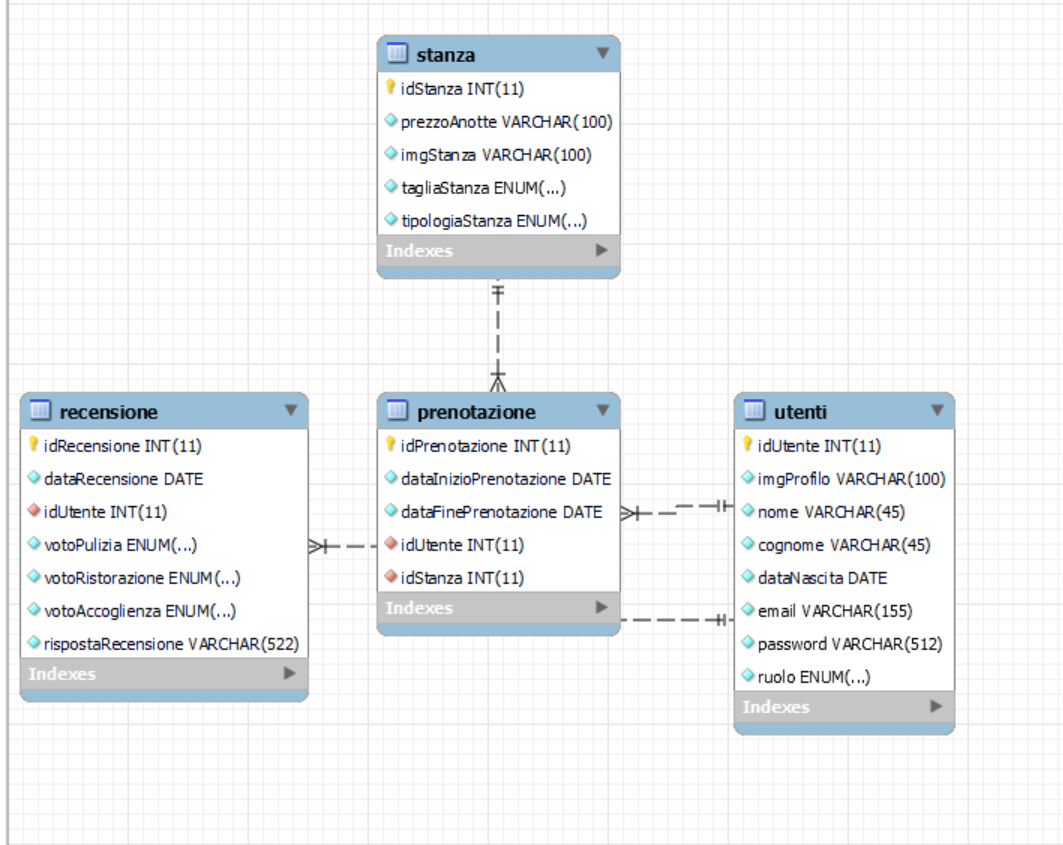 stanza
idStanza INT(11)
prezzoAnotte VARCHAR(100)
imgStanza VARCHAR(100)
tagliaStanza ENUM(...)
tipologiaStanza ENUM(...)
Indexes
recensione
idRecensione INT(11)
dataRecensione DATE
idUtente INT(11)
votoPulizia ENUM(...)
votoRistorazione ENUM(...)
votoAccoglienza ENUM(...)
rispostaRecensione VARCHAR(522)
Indexes
prenotazione
idPrenotazione INT(11)
dataInizioPrenotazione DATE
dataFinePrenotazione DATE
idUtente INT(11)
idStanza INT(11)
Indexes
utenti
idUtente INT(11)
imgProfilo VARCHAR(100)
nome VARCHAR(45)
cognome VARCHAR(45)
dataNascita DATE
email VARCHAR(155)
password VARCHAR(512)
ruolo ENUM(...)
Indexes